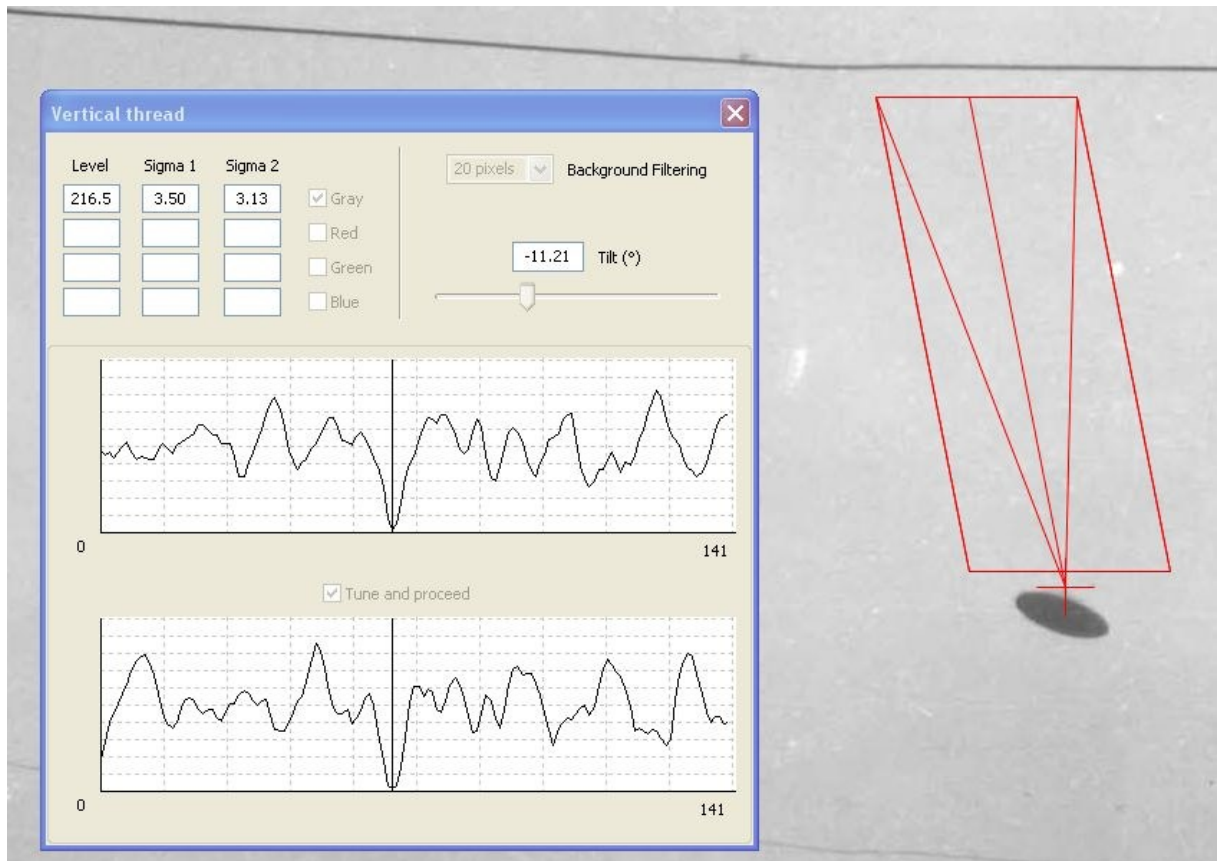 Vertical thread
Level Sigma 1 Sigma 2
216.5 3.50 3.13
Gray
Red
Green
Blue
20 pixels Background Filtering
-11.21 Tilt (°)
0 141
Tune and proceed
0 141